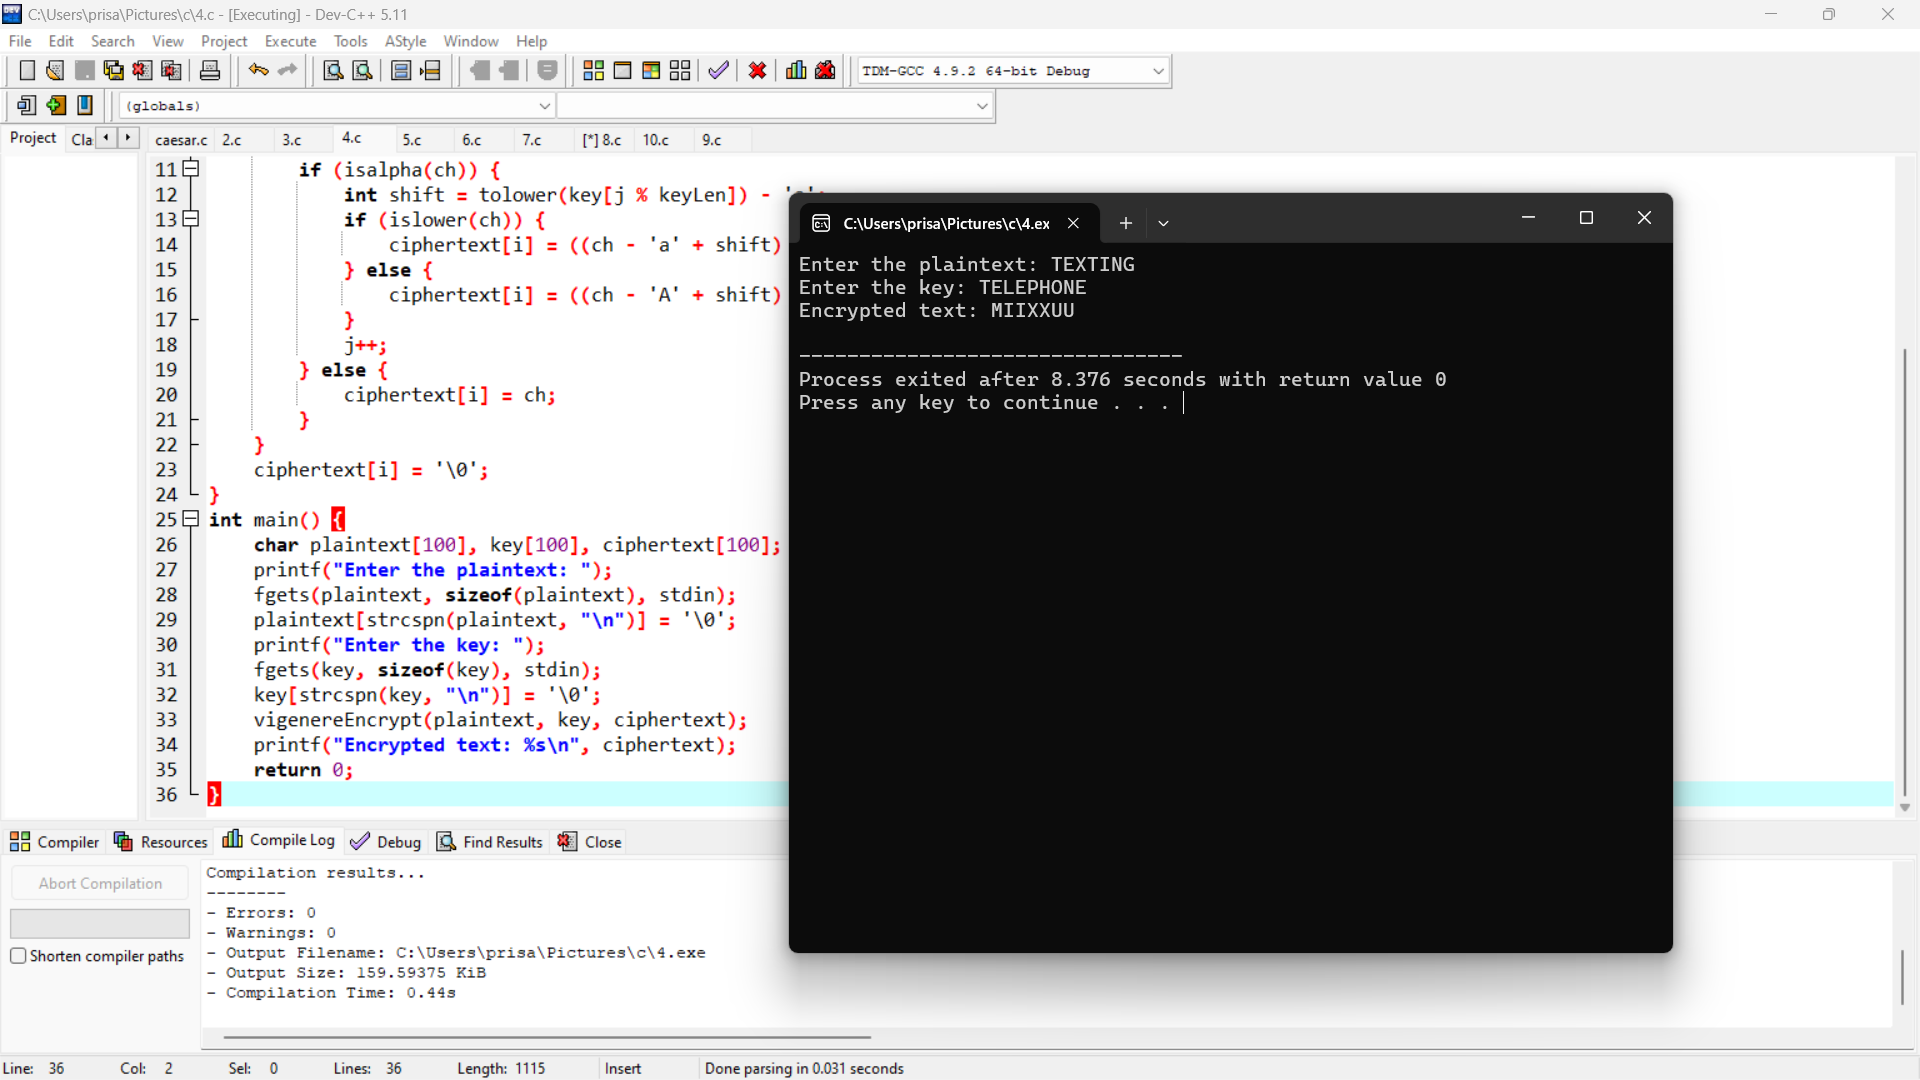 C:\Users\prisa\Pictures\c\4.c - [Executing] - Dev-C++ 5.11
File Edit Search View Project Execute Tools AStyle Window Help
TDM-GCC 4.9.2 64-bit Debug
(globals)
Project Cla caesar.c 2.c 3.c 4.c 5.c 6.c 7.c [*] 8.c 10.c 9.c
11 if (isalpha(ch)) {
12 int shift = tolower(key[j % keyLen]) -
13 if (islower(ch)) {
14 ciphertext[i] = ((ch - 'a' + shift)
15 } else {
16 ciphertext[i] = ((ch - 'A' + shift)
17 }
18 j++;
19 } else {
20 ciphertext[i] = ch;
21 }
22 }
23 ciphertext[i] = '\0';
24 }
25 int main() {
26 char plaintext[100], key[100], ciphertext[100];
27 printf("Enter the plaintext: ");
28 fgets(plaintext, sizeof(plaintext), stdin);
29 plaintext[strcspn(plaintext, "\n")] = '\0';
30 printf("Enter the key: ");
31 fgets(key, sizeof(key), stdin);
32 key[strcspn(key, "\n")] = '\0';
33 vigenereEncrypt(plaintext, key, ciphertext);
34 printf("Encrypted text: %s\n", ciphertext);
35 return 0;
36 }
C:\Users\prisa\Pictures\c\4.ex
Enter the plaintext: TEXTING
Enter the key: TELEPHONE
Encrypted text: MIIXXUU
--------------------------------
Process exited after 8.376 seconds with return value 0
Press any key to continue . . .
Compiler Resources Compile Log Debug Find Results Close
Abort Compilation
Shorten compiler paths
Compilation results...
--------
- Errors: 0
- Warnings: 0
- Output Filename: C:\Users\prisa\Pictures\c\4.exe
- Output Size: 159.59375 KiB
- Compilation Time: 0.44s
Line: 36 Col: 2 Sel: 0 Lines: 36 Length: 1115 Insert Done parsing in 0.031 seconds